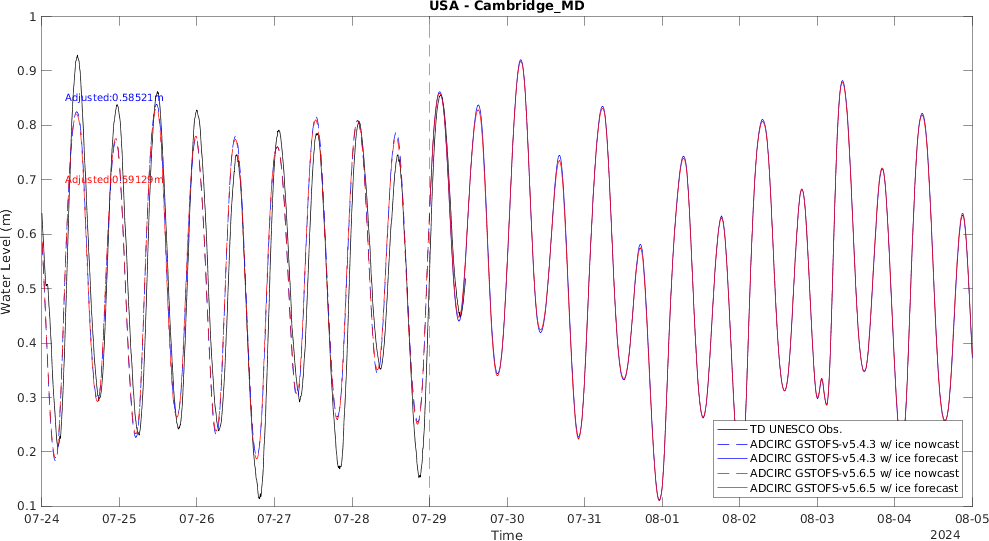 USA - Cambridge_MD
1
0.9
0.8
0.7
0.6
0.5
0.4
0.3
0.2
0.1
Water Level (m)
Adjusted:0.58521m
Adjusted:0.59129m
TD UNESCO Obs.
ADCIRC GSTOFS-v5.4.3 w/ ice nowcast
ADCIRC GSTOFS-v5.4.3 w/ ice forecast
ADCIRC GSTOFS-v5.6.5 w/ ice nowcast
ADCIRC GSTOFS-v5.6.5 w/ ice forecast
07-24 07-25 07-26 07-27 07-28 07-29 07-30 07-31 08-01 08-02 08-03 08-04 08-05
Time
2024